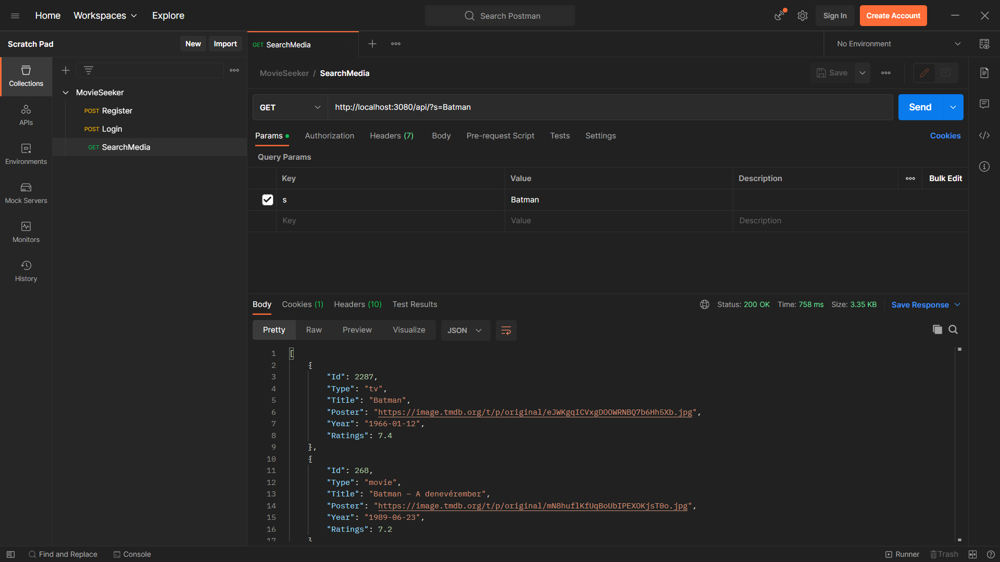 Home Workspaces Explore Search Postman Sign In Create Account
Scratch Pad New Import GET SearchMedia No Environment
Collections
APIs
Environments
Mock Servers
Monitors
History
MovieSeeker
POST Register
POST Login
GET SearchMedia
MovieSeeker / SearchMedia Save
GET http://localhost:3080/api/?s=Batman Send
Params Authorization Headers (7) Body Pre-request Script Tests Settings Cookies
Query Params
Key Value Description Bulk Edit
s Batman
Key Value Description
Body Cookies (1) Headers (10) Test Results Status: 200 OK Time: 758 ms Size: 3.35 KB Save Response
Pretty Raw Preview Visualize JSON
1 [
2 {
3 "Id": 2287,
4 "Type": "tv",
5 "Title": "Batman",
6 "Poster": "https://image.tmdb.org/t/p/original/eJWKgqICVxgDOOWRNBQ7b6Hh5Xb.jpg",
7 "Year": "1966-01-12",
8 "Ratings": 7.4
9 },
10 {
11 "Id": 268,
12 "Type": "movie",
13 "Title": "Batman – A denevérember",
14 "Poster": "https://image.tmdb.org/t/p/original/mN8huflKfUqBoUbIPEXOKjsT0o.jpg",
15 "Year": "1989-06-23",
16 "Ratings": 7.2
17 }
Find and Replace Console Runner Trash